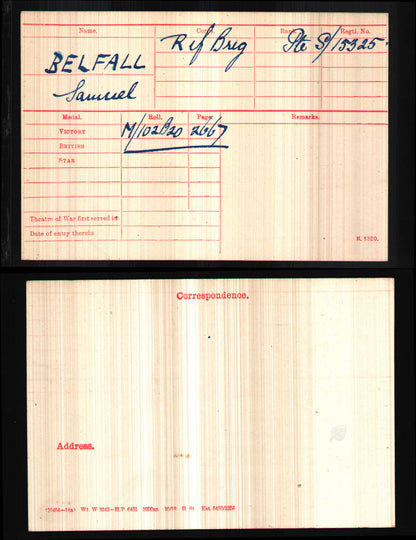 Name. Corps. Rank. Regtl. No.
BELFALL Rif Brig Pte S/15325.
Samuel
Medal. Roll. Page. Remarks.
VICTORY M/102B20 2667
BRITISH
STAR
Theatre of War first served in
Date of entry therein
K. 1380.
Correspondence.
Address.